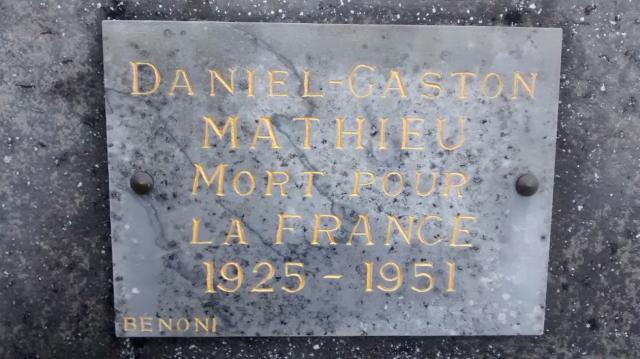 DANIEL-GASTON
MATHIEU
MORT POUR
LA FRANCE
1925 - 1951
BENONI